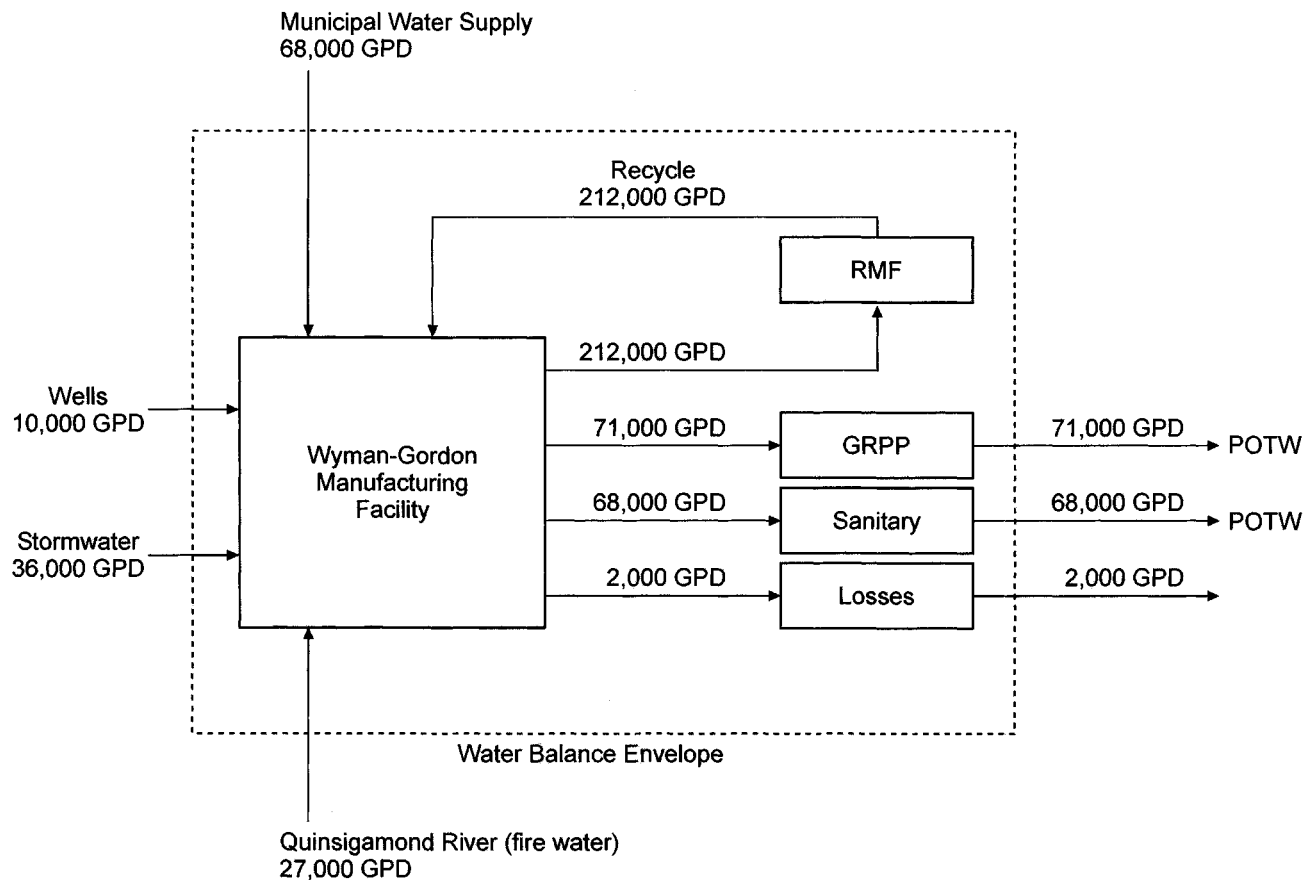 Municipal Water Supply
68,000 GPD
Recycle
212,000 GPD
RMF
212,000 GPD
Wells
10,000 GPD
71,000 GPD
GRPP
71,000 GPD
POTW
Wyman-Gordon
Manufacturing
Facility
68,000 GPD
Sanitary
68,000 GPD
POTW
Stormwater
36,000 GPD
2,000 GPD
Losses
2,000 GPD
Water Balance Envelope
Quinsigamond River (fire water)
27,000 GPD